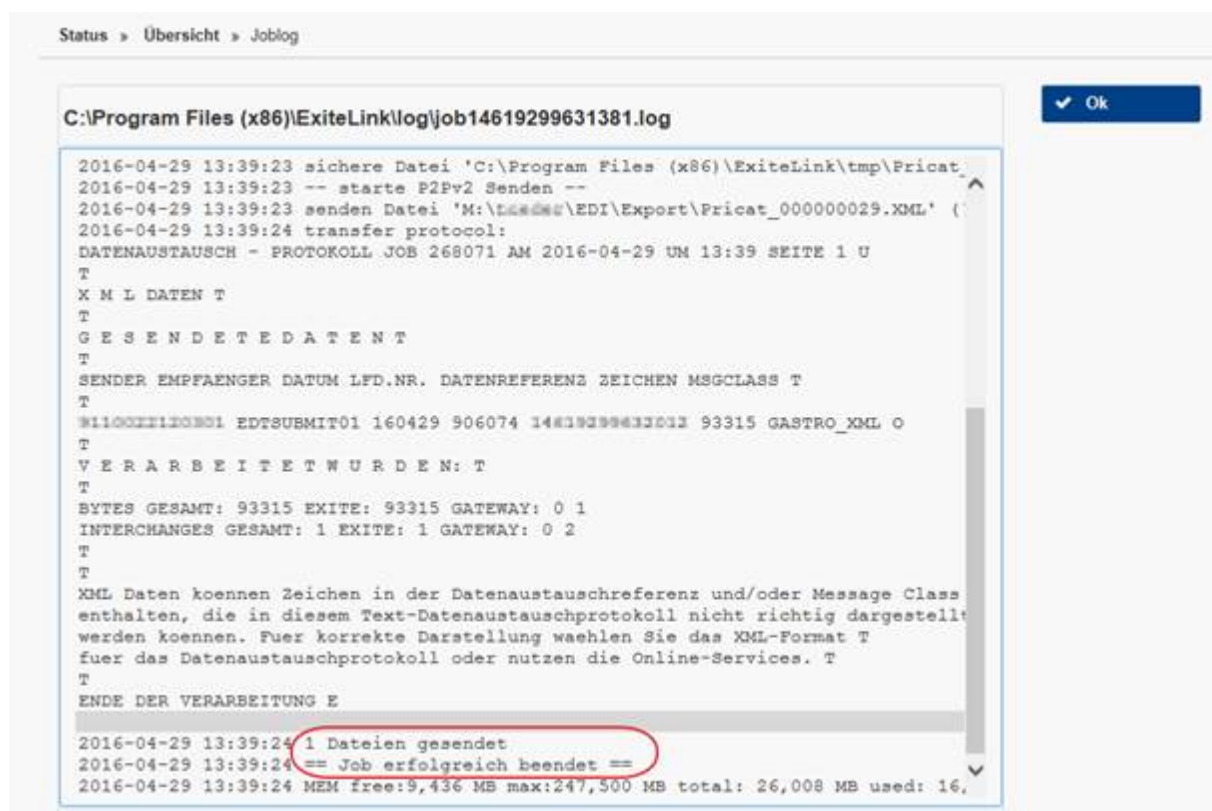 Status » Übersicht » Joblog
✔ Ok
C:\Program Files (x86)\ExiteLink\log\job14619299631381.log
2016-04-29 13:39:23 sichere Datei 'C:\Program Files (x86)\ExiteLink\tmp\Pricat_
2016-04-29 13:39:23 -- starte P2Pv2 Senden --
2016-04-29 13:39:23 senden Datei 'M:\ \EDI\Export\Pricat_000000029.XML' (
2016-04-29 13:39:24 transfer protocol:
DATENAUSTAUSCH - PROTOKOLL JOB 268071 AM 2016-04-29 UM 13:39 SEITE 1 U
T
X M L DATEN T
T
G E S E N D E T E D A T E N T
T
SENDER EMPFAENGER DATUM LFD.NR. DATENREFERENZ ZEICHEN MSGCLASS T
T
EDTSUBMIT01 160429 906074 93315 GASTRO_XML O
T
V E R A R B E I T E T W U R D E N: T
T
BYTES GESAMT: 93315 EXITE: 93315 GATEWAY: 0 1
INTERCHANGES GESAMT: 1 EXITE: 1 GATEWAY: 0 2
T
T
XML Daten koennen Zeichen in der Datenaustauschreferenz und/oder Message Class
enthalten, die in diesem Text-Datenaustauschprotokoll nicht richtig dargestellt
werden koennen. Fuer korrekte Darstellung waehlen Sie das XML-Format T
fuer das Datenaustauschprotokoll oder nutzen die Online-Services. T
T
ENDE DER VERARBEITUNG E
2016-04-29 13:39:24 1 Dateien gesendet
2016-04-29 13:39:24 == Job erfolgreich beendet ==
2016-04-29 13:39:24 MEM free:9,436 MB max:247,500 MB total: 26,008 MB used: 16,